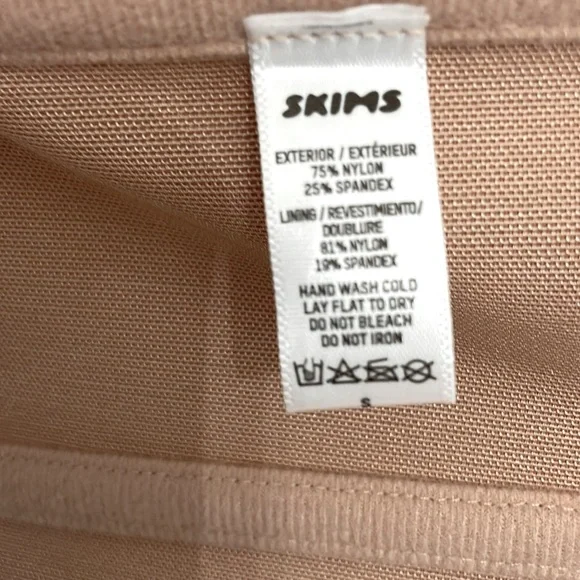 SKIMS
EXTERIOR / EXTÉRIEUR
75% NYLON
25% SPANDEX
LINING / REVESTIMIENTO/
DOUBLURE
81% NYLON
19% SPANDEX
HAND WASH COLD
LAY FLAT TO DRY
DO NOT BLEACH
DO NOT IRON
S